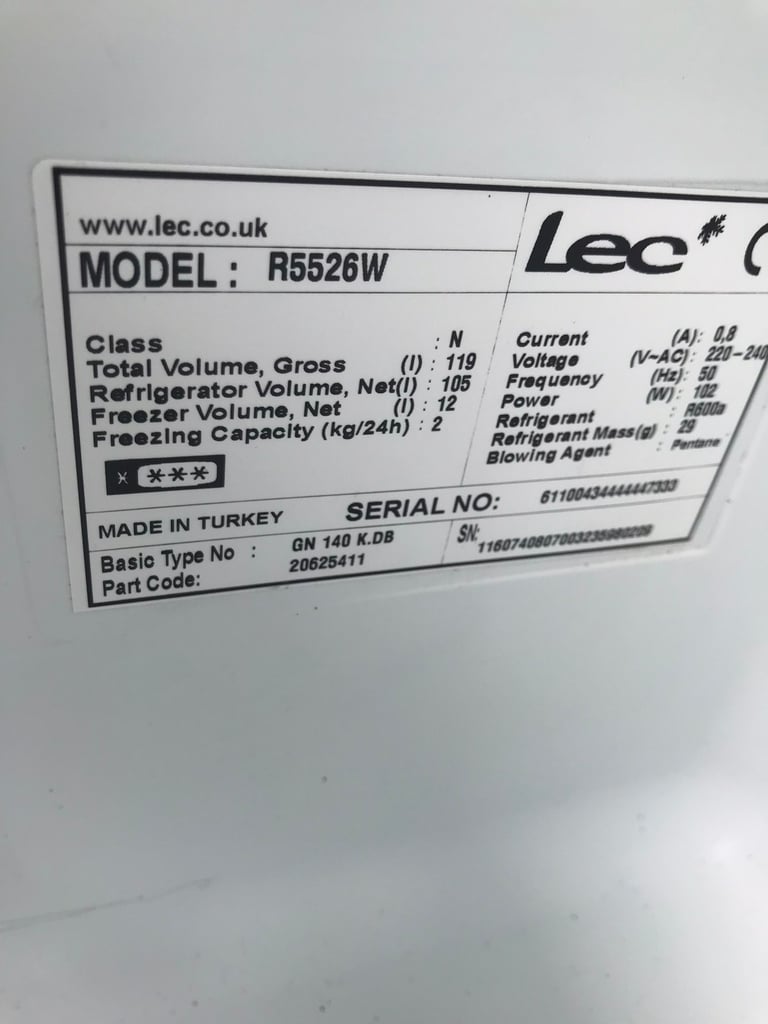 www.lec.co.uk
Lec
MODEL : R5526W
Class : N
Total Volume, Gross (l) : 119
Refrigerator Volume, Net(l) : 105
Freezer Volume, Net (l) : 12
Freezing Capacity (kg/24h) : 2
Current (A): 0,8
Voltage (V~AC): 220-240
Frequency (Hz): 50
Power (W): 102
Refrigerant : R600a
Refrigerant Mass(g) : 29
Blowing Agent : Pentane
* ***
MADE IN TURKEY
SERIAL NO: 61100434444447333
Basic Type No : GN 140 K.DB
Part Code: 20625411
SN: